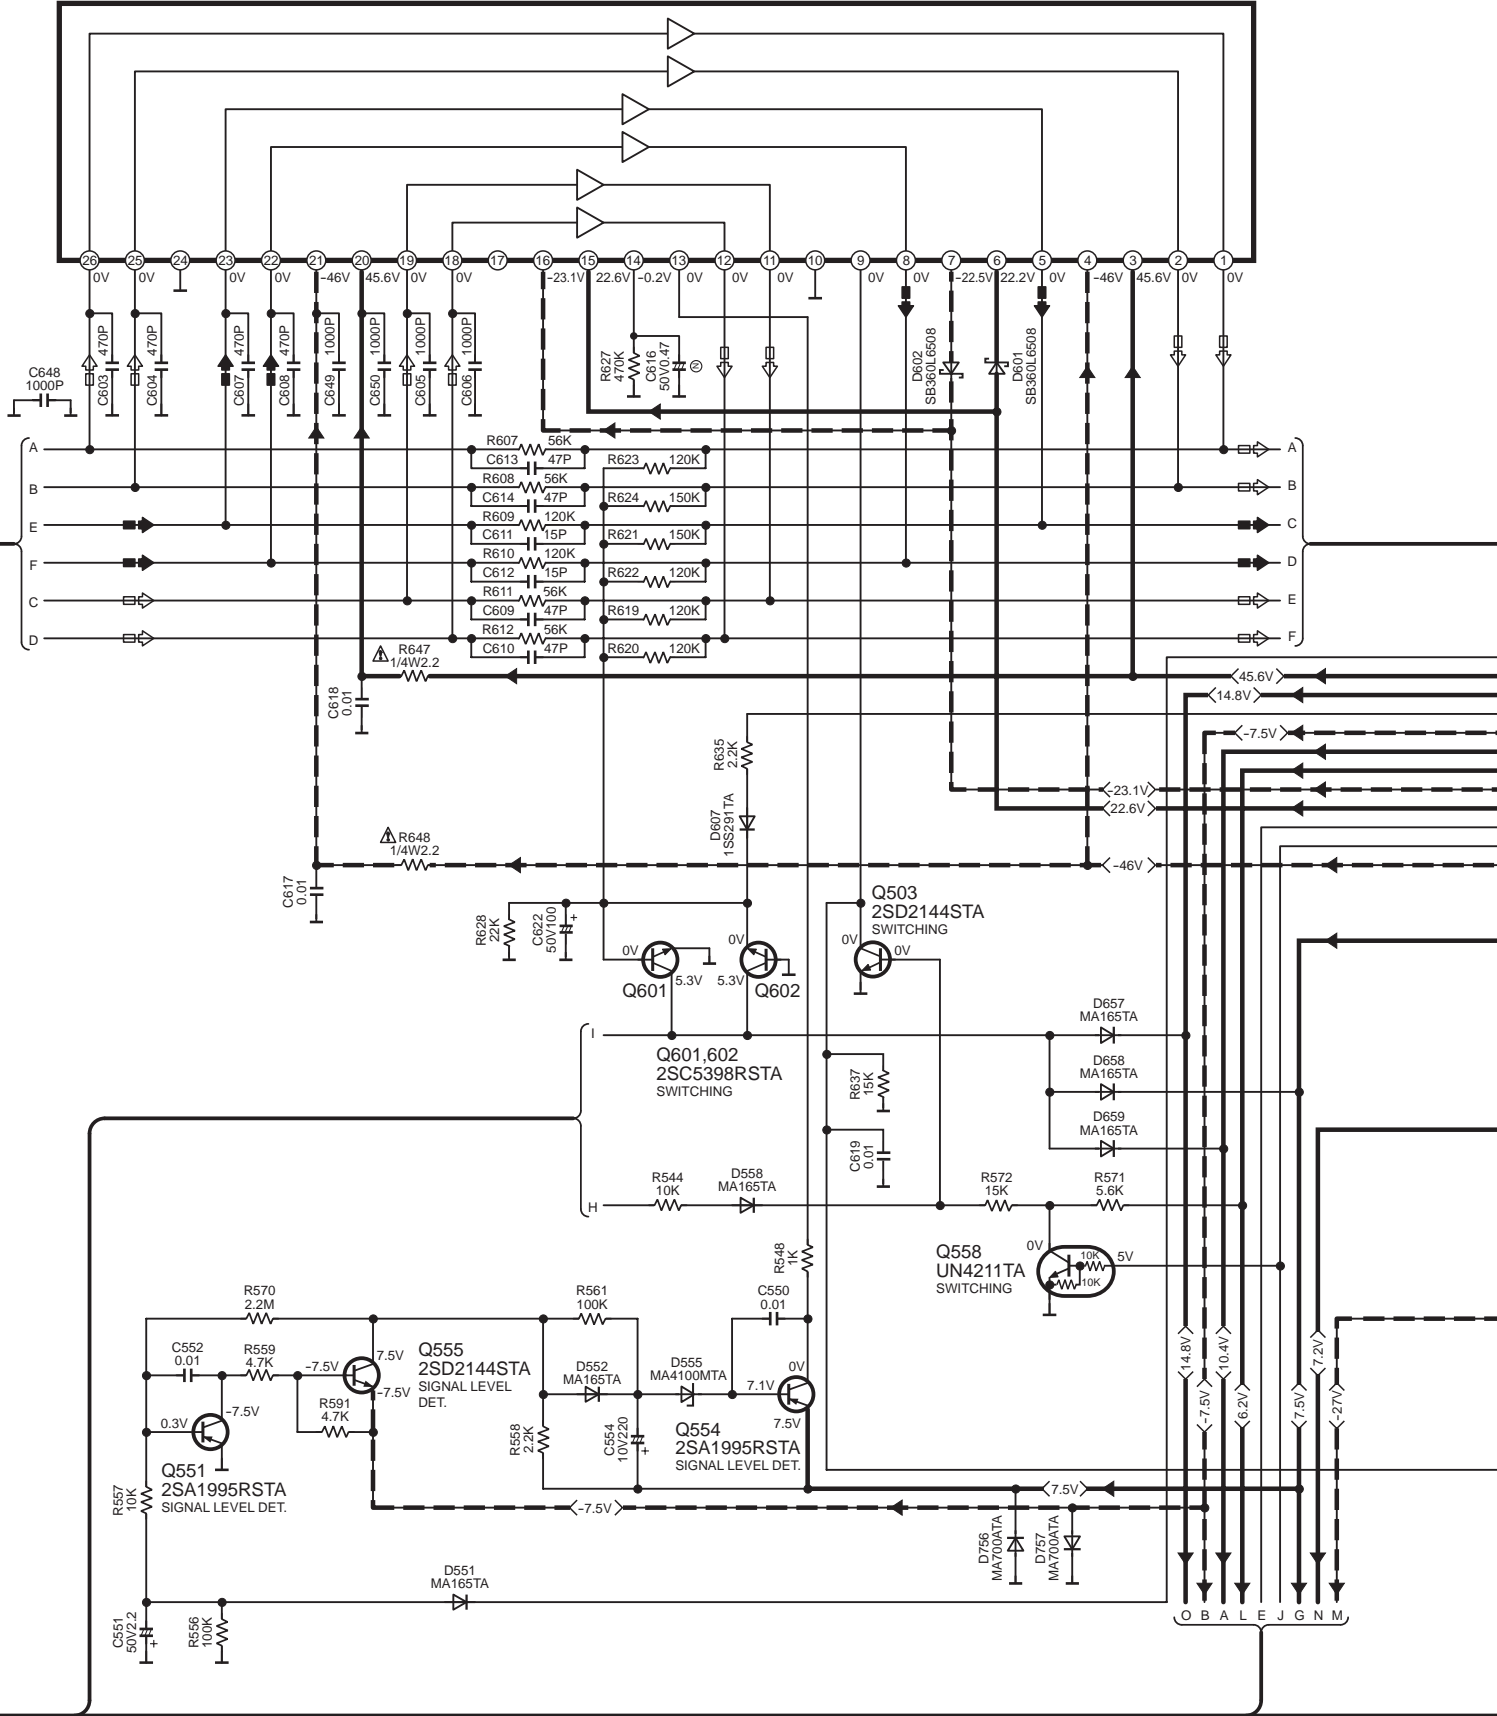 26 25 24 23 22 21 20 19 18 17 16 15 14 13 12 11 10 9 8 7 6 5 4 3 2 1
0V 0V 0V 0V -46V 45.6V 0V 0V -23.1V 22.6V -0.2V 0V 0V 0V 0V 0V -22.5V 22.2V 0V -46V 45.6V 0V 0V
C648
1000P
C603 470P
C604 470P
C607 470P
C608 470P
C649 1000P
C650 1000P
C605 1000P
C606 1000P
R627
470K
C616
50V0.47
N
D602
SB360L6508
D601
SB360L6508
A R607 56K A
C613 47P R623 120K
B R608 56K B
C614 47P R624 150K
E R609 120K C
C611 15P R621 150K
F R610 120K D
C612 15P R622 120K
C R611 56K E
C609 47P R619 120K
D R612 56K F
C610 47P R620 120K
R647
1/4W2.2
45.6V
14.8V
C618
0.01
-7.5V
R635
2.2K
-23.1V
22.6V
D607
1SS291TA
R648
1/4W2.2
-46V
C617
0.01
R628
22K
C622
50V100
+
Q503
2SD2144STA
SWITCHING
0V 0V 0V 0V
5.3V 5.3V
Q601 Q602
D657
MA165TA
I
Q601,602
2SC5398RSTA
SWITCHING
D658
MA165TA
R637
15K
D659
MA165TA
C619
0.01
R544
10K
D558
MA165TA
R572
15K
R571
5.6K
H
Q558
UN4211TA
SWITCHING
0V 10K 5V
10K
R548
1K
R570
2.2M
R561
100K
C550
0.01
C552
0.01
R559
4.7K
-7.5V
7.5V
-7.5V
Q555
2SD2144STA
SIGNAL LEVEL
DET.
D552
MA165TA
D555
MA4100MTA
0V
7.1V
7.5V
14.8V
-7.5V
10.4V
6.2V
7.5V
7.2V
-27V
R591
4.7K
0.3V
-7.5V
R558
2.2K
C554
10V220
+
Q554
2SA1995RSTA
SIGNAL LEVEL DET.
Q551
2SA1995RSTA
SIGNAL LEVEL DET.
R557
10K
7.5V
-7.5V
D756
MA700ATA
D757
MA700ATA
D551
MA165TA
C551
50V2.2
+
R556
100K
O B A L E J G N M